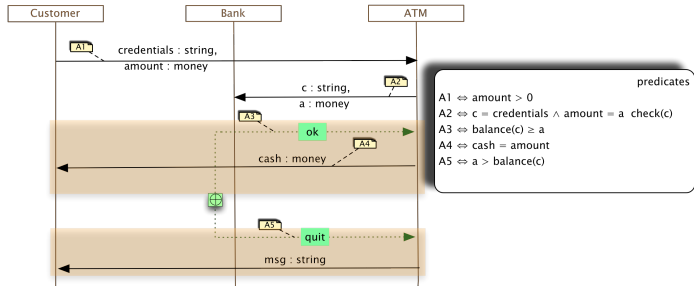 Customer
Bank
ATM
A1
credentials : string,
amount : money
A2
c : string,
a : money
A3
ok
A4
cash : money
A5
quit
msg : string
predicates
A1 ⇔ amount > 0
A2 ⇔ c = credentials ∧ amount = a check(c)
A3 ⇔ balance(c) ≥ a
A4 ⇔ cash = amount
A5 ⇔ a > balance(c)